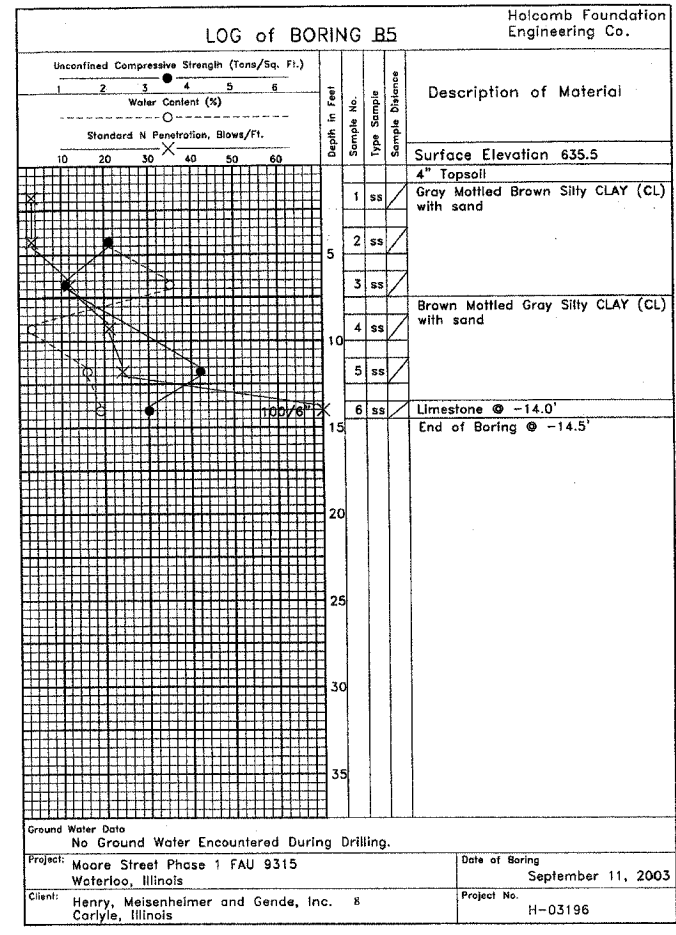 Holcomb Foundation
Engineering Co.
LOG of BORING B5
Unconfined Compressive Strength (Tons/Sq. Ft.)
1 2 3 4 5 6
Water Content (%)
Standard N Penetrotion, Blows/Ft.
10 20 30 40 50 60
Depth in Feet
Sample No.
Type Sample
Sample Distance
Description of Material
Surface Elevation 635.5
4" Topsoil
1 ss Gray Mottled Brown Silty CLAY (CL)
with sand
2 ss
5
3 ss
Brown Mottled Gray Silty CLAY (CL)
4 ss with sand
10
5 ss
100/6" 6 ss Limestone @ -14.0'
15 End of Boring @ -14.5'
20
25
30
35
Ground Water Data
No Ground Water Encountered During Drilling.
Project: Moore Street Phase 1 FAU 9315
Waterloo, Illinois
Date of Boring
September 11, 2003
Client: Henry, Meisenheimer and Gende, Inc. 8
Carlyle, Illinois
Project No.
H-03196